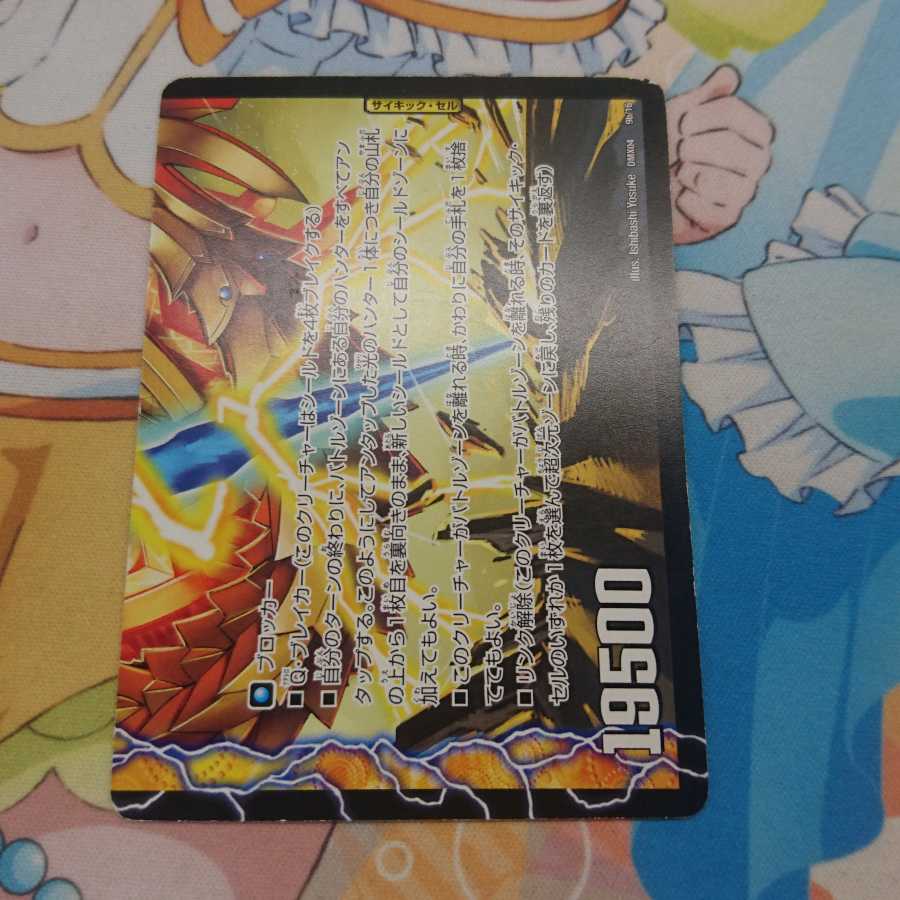 サイキック・セル
ブロッカー
■Q・ブレイカー(このクリーチャーはシールドを4枚ブレイクする)
■自分のターンの終わりに、バトルゾーンにある自分のハンターをすべてアン
タップする。このようにしてアンタップした光のハンター1体につき自分の山札
の上から1枚目を裏向きのまま、新しいシールドとして自分のシールドゾーンに
加えてもよい。
■このクリーチャーがバトルゾーンを離れる時、かわりに自分の手札を1枚捨
ててもよい。
■リンク解除(このクリーチャーがバトルゾーンを離れる時、そのサイキック・
セルのいずれか1枚を選んで超次元ゾーンに戻し、残りのカードを裏返す)
19500
illus. Ishibashi Yosuke DMX04 9b/16